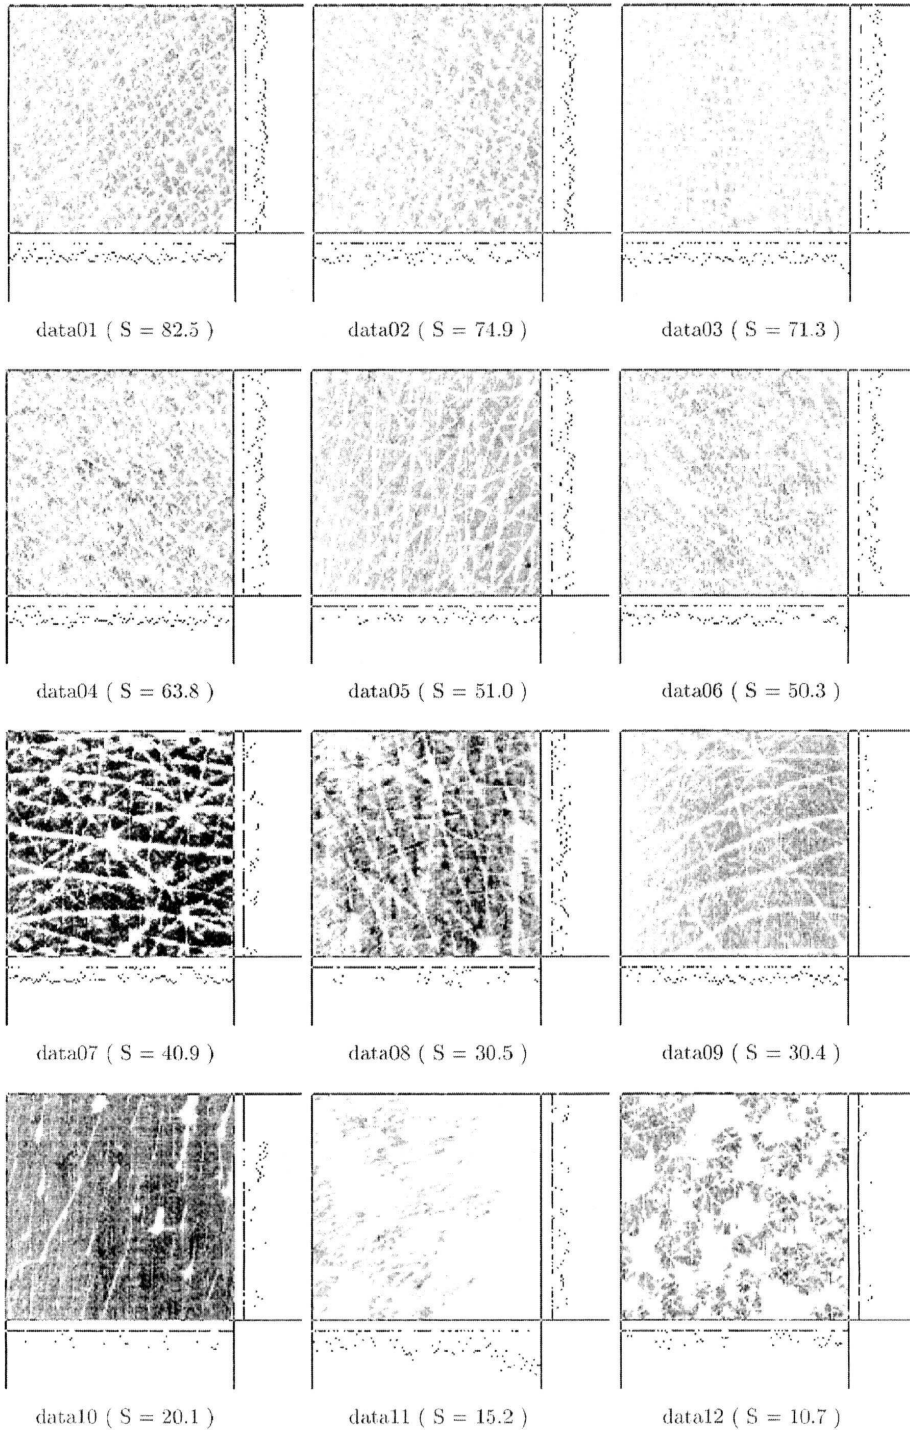 data01 ( S = 82.5 )
data02 ( S = 74.9 )
data03 ( S = 71.3 )
data04 ( S = 63.8 )
data05 ( S = 51.0 )
data06 ( S = 50.3 )
data07 ( S = 40.9 )
data08 ( S = 30.5 )
data09 ( S = 30.4 )
data10 ( S = 20.1 )
data11 ( S = 15.2 )
data12 ( S = 10.7 )